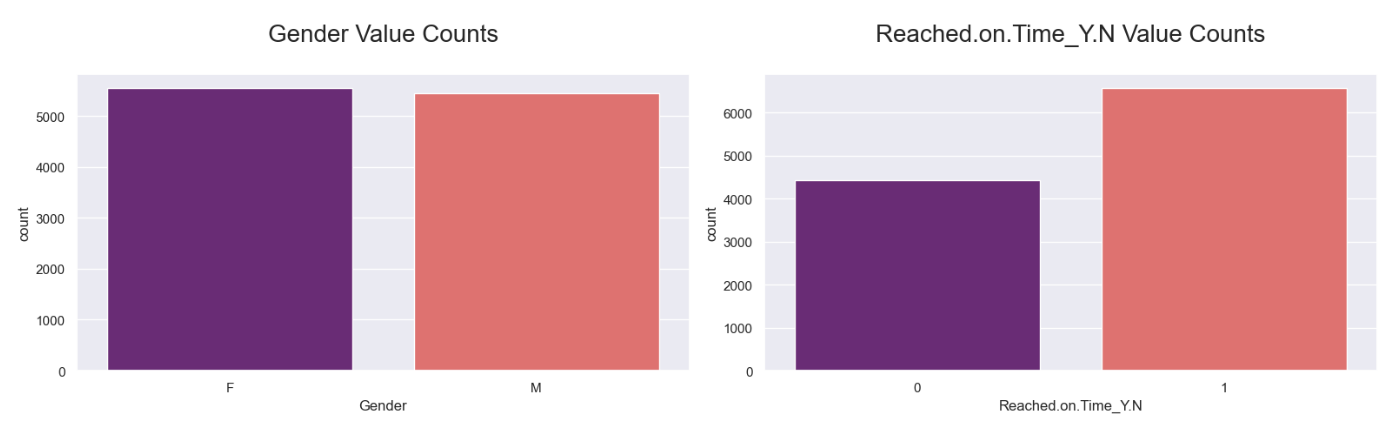 Gender Value Counts
5000
4000
3000
2000
1000
0
count
F
M
Gender
Reached.on.Time_Y.N Value Counts
6000
5000
4000
3000
2000
1000
0
count
0
1
Reached.on.Time_Y.N